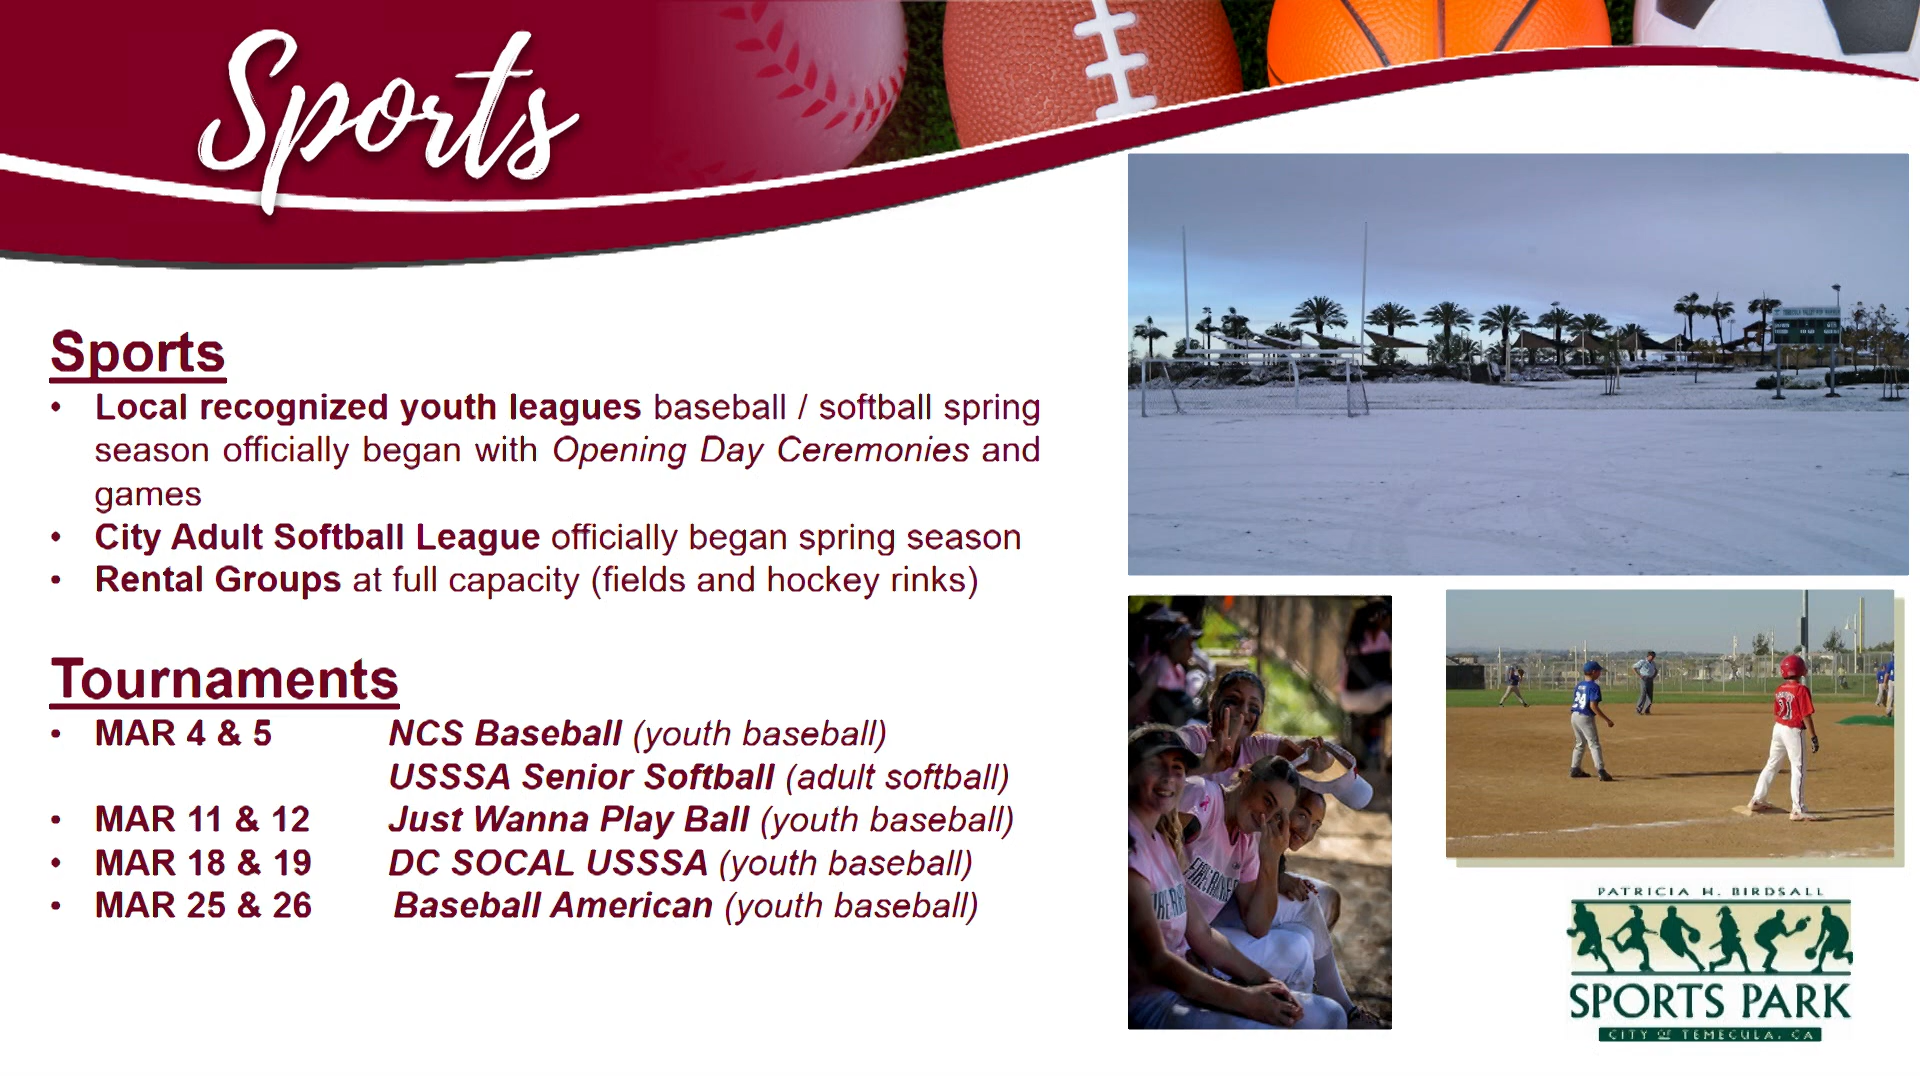 Sports
Sports
• Local recognized youth leagues baseball / softball spring
season officially began with Opening Day Ceremonies and
games
• City Adult Softball League officially began spring season
• Rental Groups at full capacity (fields and hockey rinks)
Tournaments
• MAR 4 & 5 NCS Baseball (youth baseball)
USSSA Senior Softball (adult softball)
• MAR 11 & 12 Just Wanna Play Ball (youth baseball)
• MAR 18 & 19 DC SOCAL USSSA (youth baseball)
• MAR 25 & 26 Baseball American (youth baseball)
PATRICIA H. BIRDSALL
SPORTS PARK
CITY OF TEMECULA, CA